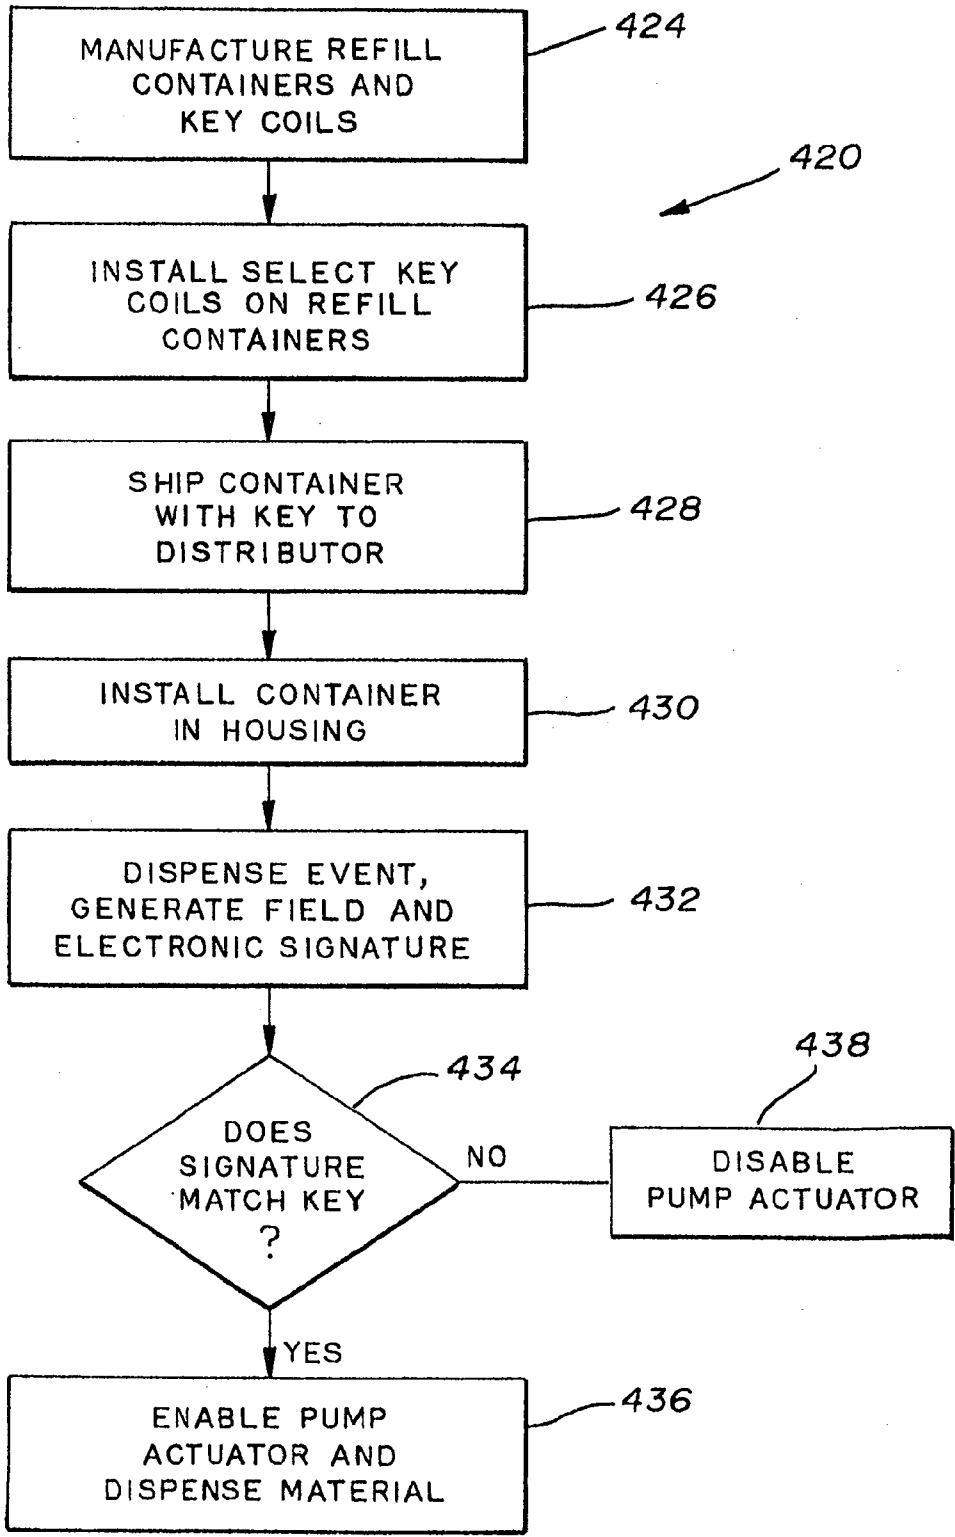 MANUFACTURE REFILL
CONTAINERS AND
KEY COILS
424
420
INSTALL SELECT KEY
COILS ON REFILL
CONTAINERS
426
SHIP CONTAINER
WITH KEY TO
DISTRIBUTOR
428
INSTALL CONTAINER
IN HOUSING
430
DISPENSE EVENT,
GENERATE FIELD AND
ELECTRONIC SIGNATURE
432
434
DOES
SIGNATURE
MATCH KEY
?
NO
438
DISABLE
PUMP ACTUATOR
YES
ENABLE PUMP
ACTUATOR AND
DISPENSE MATERIAL
436